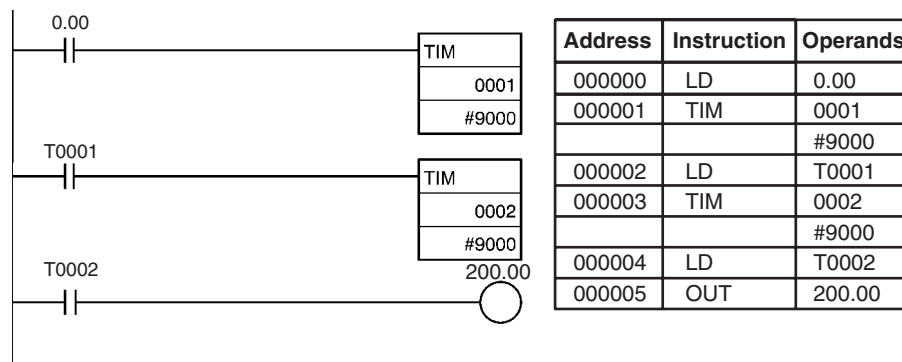 0.00
TIM
0001
#9000
T0001
TIM
0002
#9000
T0002
200.00
Address Instruction Operands
000000 LD 0.00
000001 TIM 0001
#9000
000002 LD T0001
000003 TIM 0002
#9000
000004 LD T0002
000005 OUT 200.00